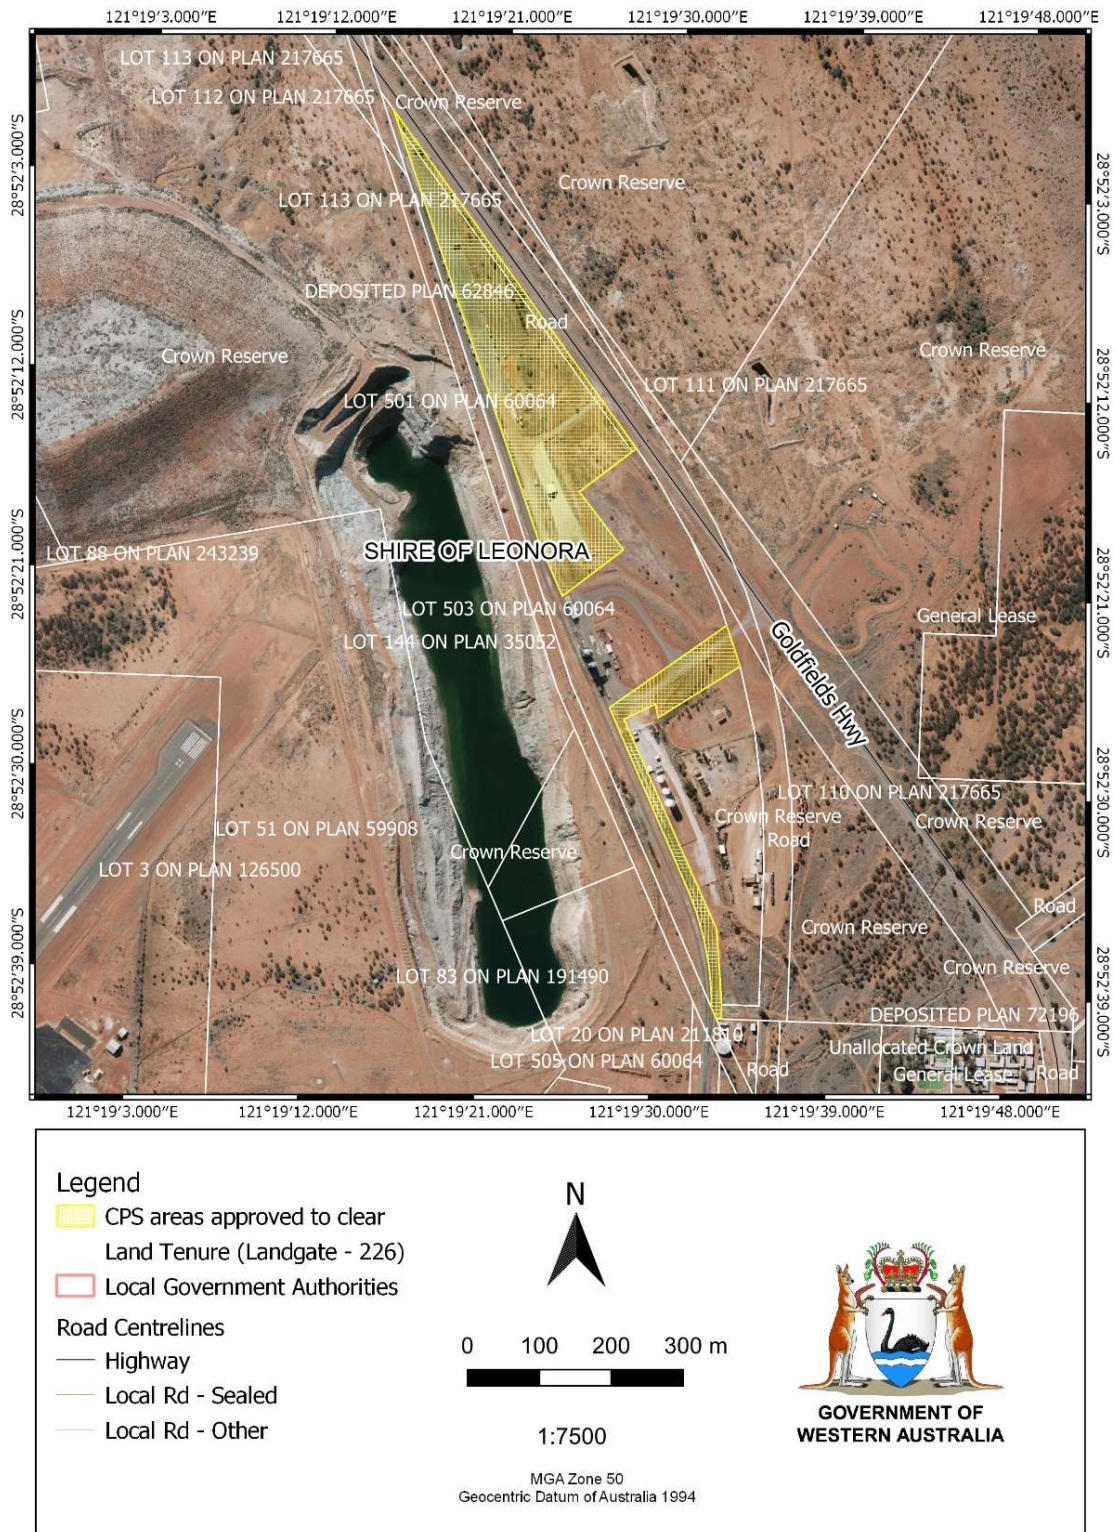 121°19'3.000"E 121°19'12.000"E 121°19'21.000"E 121°19'30.000"E 121°19'39.000"E 121°19'48.000"E
LOT 113 ON PLAN 217665
LOT 112 ON PLAN 217665
Crown Reserve
28°52'3.000"S
Crown Reserve
LOT 113 ON PLAN 217665
28°52'3.000"S
DEPOSITED PLAN 62846
Road
Crown Reserve
Crown Reserve
28°52'12.000"S
LOT 111 ON PLAN 217665
LOT 501 ON PLAN 60064
28°52'12.000"S
LOT 88 ON PLAN 243239
SHIRE OF LEONORA
28°52'21.000"S
LOT 503 ON PLAN 60064
General Lease
28°52'21.000"S
LOT 144 ON PLAN 35052
Goldfields Hwy
28°52'30.000"S
LOT 110 ON PLAN 217665
28°52'30.000"S
Crown Reserve
Crown Reserve
LOT 51 ON PLAN 59908
Road
Crown Reserve
LOT 3 ON PLAN 126500
Road
Crown Reserve
28°52'39.000"S
Crown Reserve
LOT 83 ON PLAN 191490
28°52'39.000"S
DEPOSITED PLAN 72196
LOT 20 ON PLAN 211810
Unallocated Crown Land
LOT 505 ON PLAN 60064
Road
General Lease
Road
121°19'3.000"E 121°19'12.000"E 121°19'21.000"E 121°19'30.000"E 121°19'39.000"E 121°19'48.000"E
Legend
CPS areas approved to clear
Land Tenure (Landgate - 226)
Local Government Authorities
Road Centrelines
Highway
Local Rd - Sealed
Local Rd - Other
N
0 100 200 300 m
1:7500
MGA Zone 50
Geocentric Datum of Australia 1994
GOVERNMENT OF
WESTERN AUSTRALIA